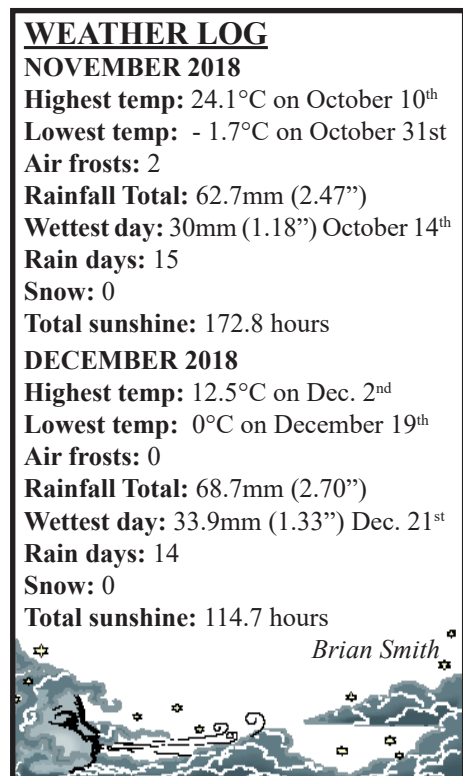 WEATHER LOG
NOVEMBER 2018
Highest temp: 24.1°C on October 10th
Lowest temp: - 1.7°C on October 31st
Air frosts: 2
Rainfall Total: 62.7mm (2.47”)
Wettest day: 30mm (1.18”) October 14th
Rain days: 15
Snow: 0
Total sunshine: 172.8 hours
DECEMBER 2018
Highest temp: 12.5°C on Dec. 2nd
Lowest temp: 0°C on December 19th
Air frosts: 0
Rainfall Total: 68.7mm (2.70”)
Wettest day: 33.9mm (1.33”) Dec. 21st
Rain days: 14
Snow: 0
Total sunshine: 114.7 hours
Brian Smith